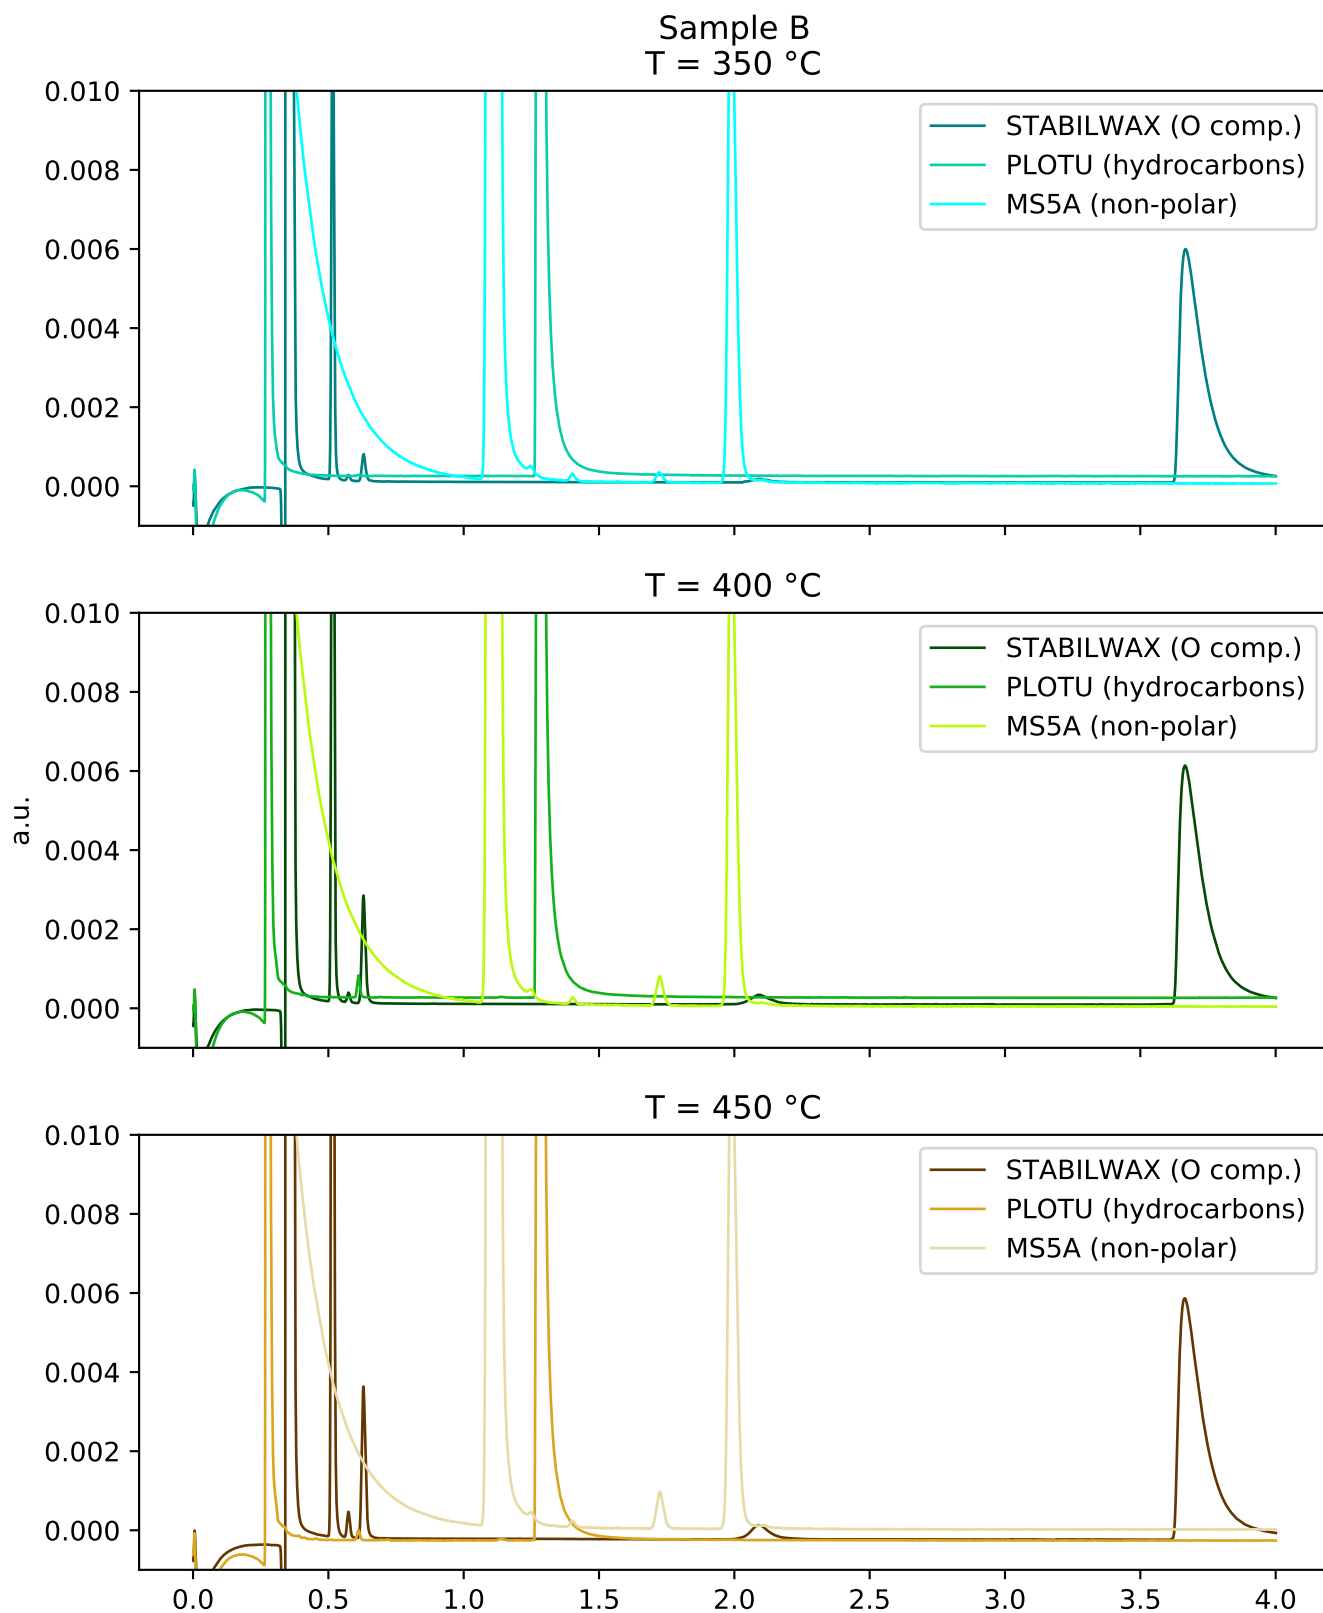 Sample B
T = 350 °C
0.010
0.008
0.006
0.004
0.002
0.000
STABILWAX (O comp.)
PLOTU (hydrocarbons)
MS5A (non-polar)
T = 400 °C
0.010
0.008
0.006
0.004
0.002
0.000
a.u.
STABILWAX (O comp.)
PLOTU (hydrocarbons)
MS5A (non-polar)
T = 450 °C
0.010
0.008
0.006
0.004
0.002
0.000
STABILWAX (O comp.)
PLOTU (hydrocarbons)
MS5A (non-polar)
0.0 0.5 1.0 1.5 2.0 2.5 3.0 3.5 4.0